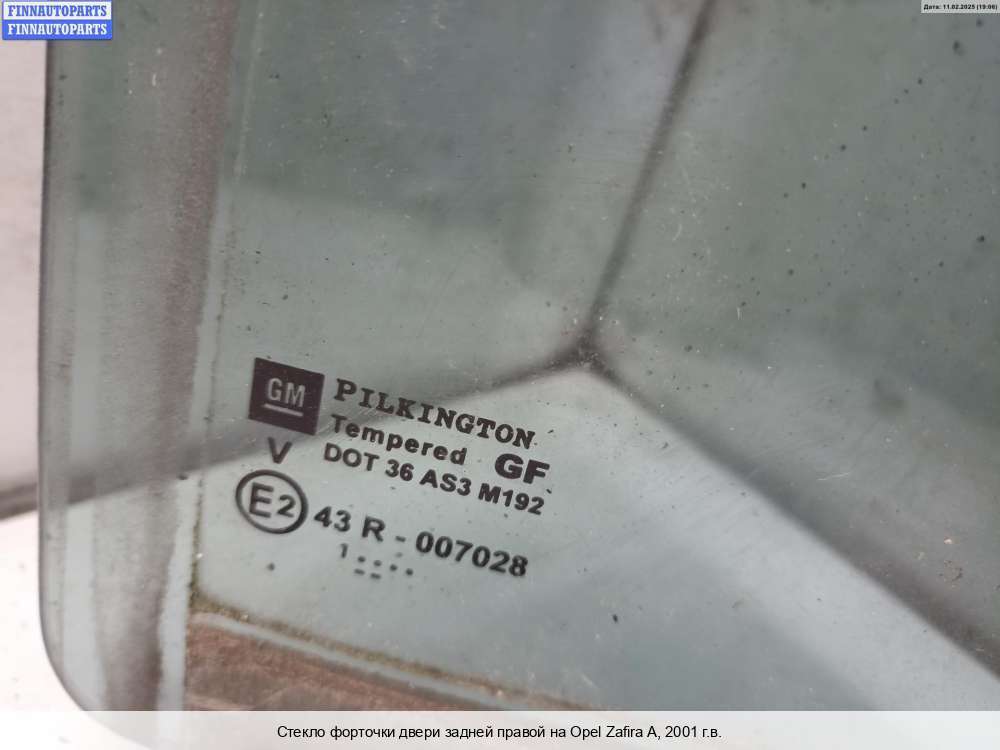 FINNAUTOPARTS
FINNAUTOPARTS
Дата: 11.02.2025 (19:06)
GM
PILKINGTON
Tempered GF
V DOT 36 AS3 M192
E2 43 R - 007028
1 ....
Стекло форточки двери задней правой на Opel Zafira A, 2001 г.в.